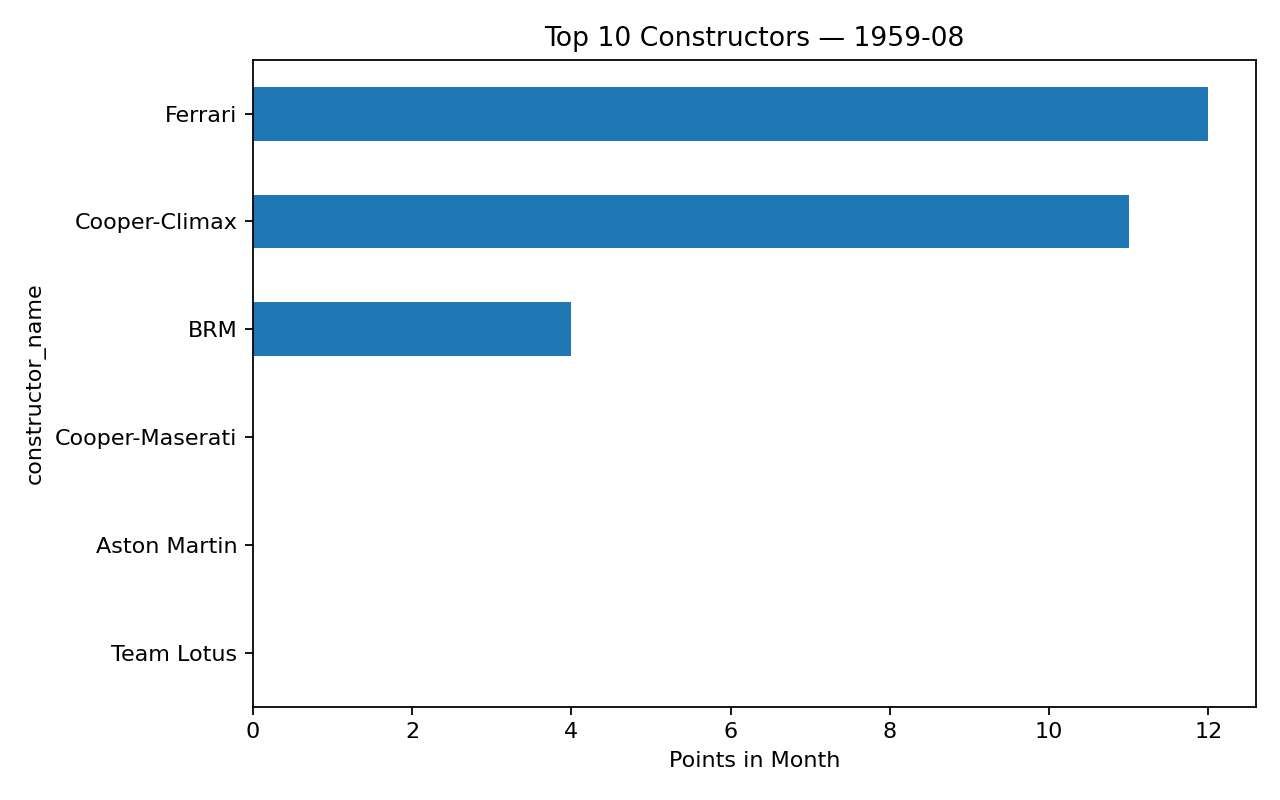 Top 10 Constructors — 1959-08
constructor_name
Ferrari
Cooper-Climax
BRM
Cooper-Maserati
Aston Martin
Team Lotus
0 2 4 6 8 10 12
Points in Month